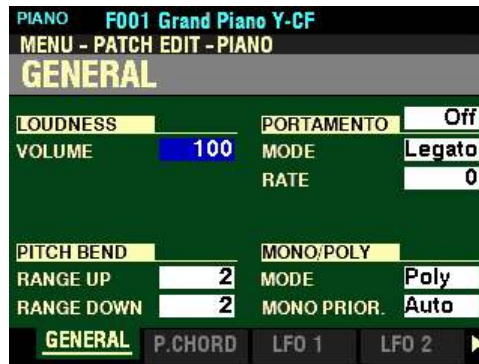 PIANO F001 Grand Piano Y-CF
MENU - PATCH EDIT - PIANO
GENERAL
LOUDNESS
VOLUME 100
PORTAMENTO Off
MODE Legato
RATE 0
PITCH BEND
RANGE UP 2
RANGE DOWN 2
MONO/POLY
MODE Poly
MONO PRIOR. Auto
GENERAL P.CHORD LFO 1 LFO 2